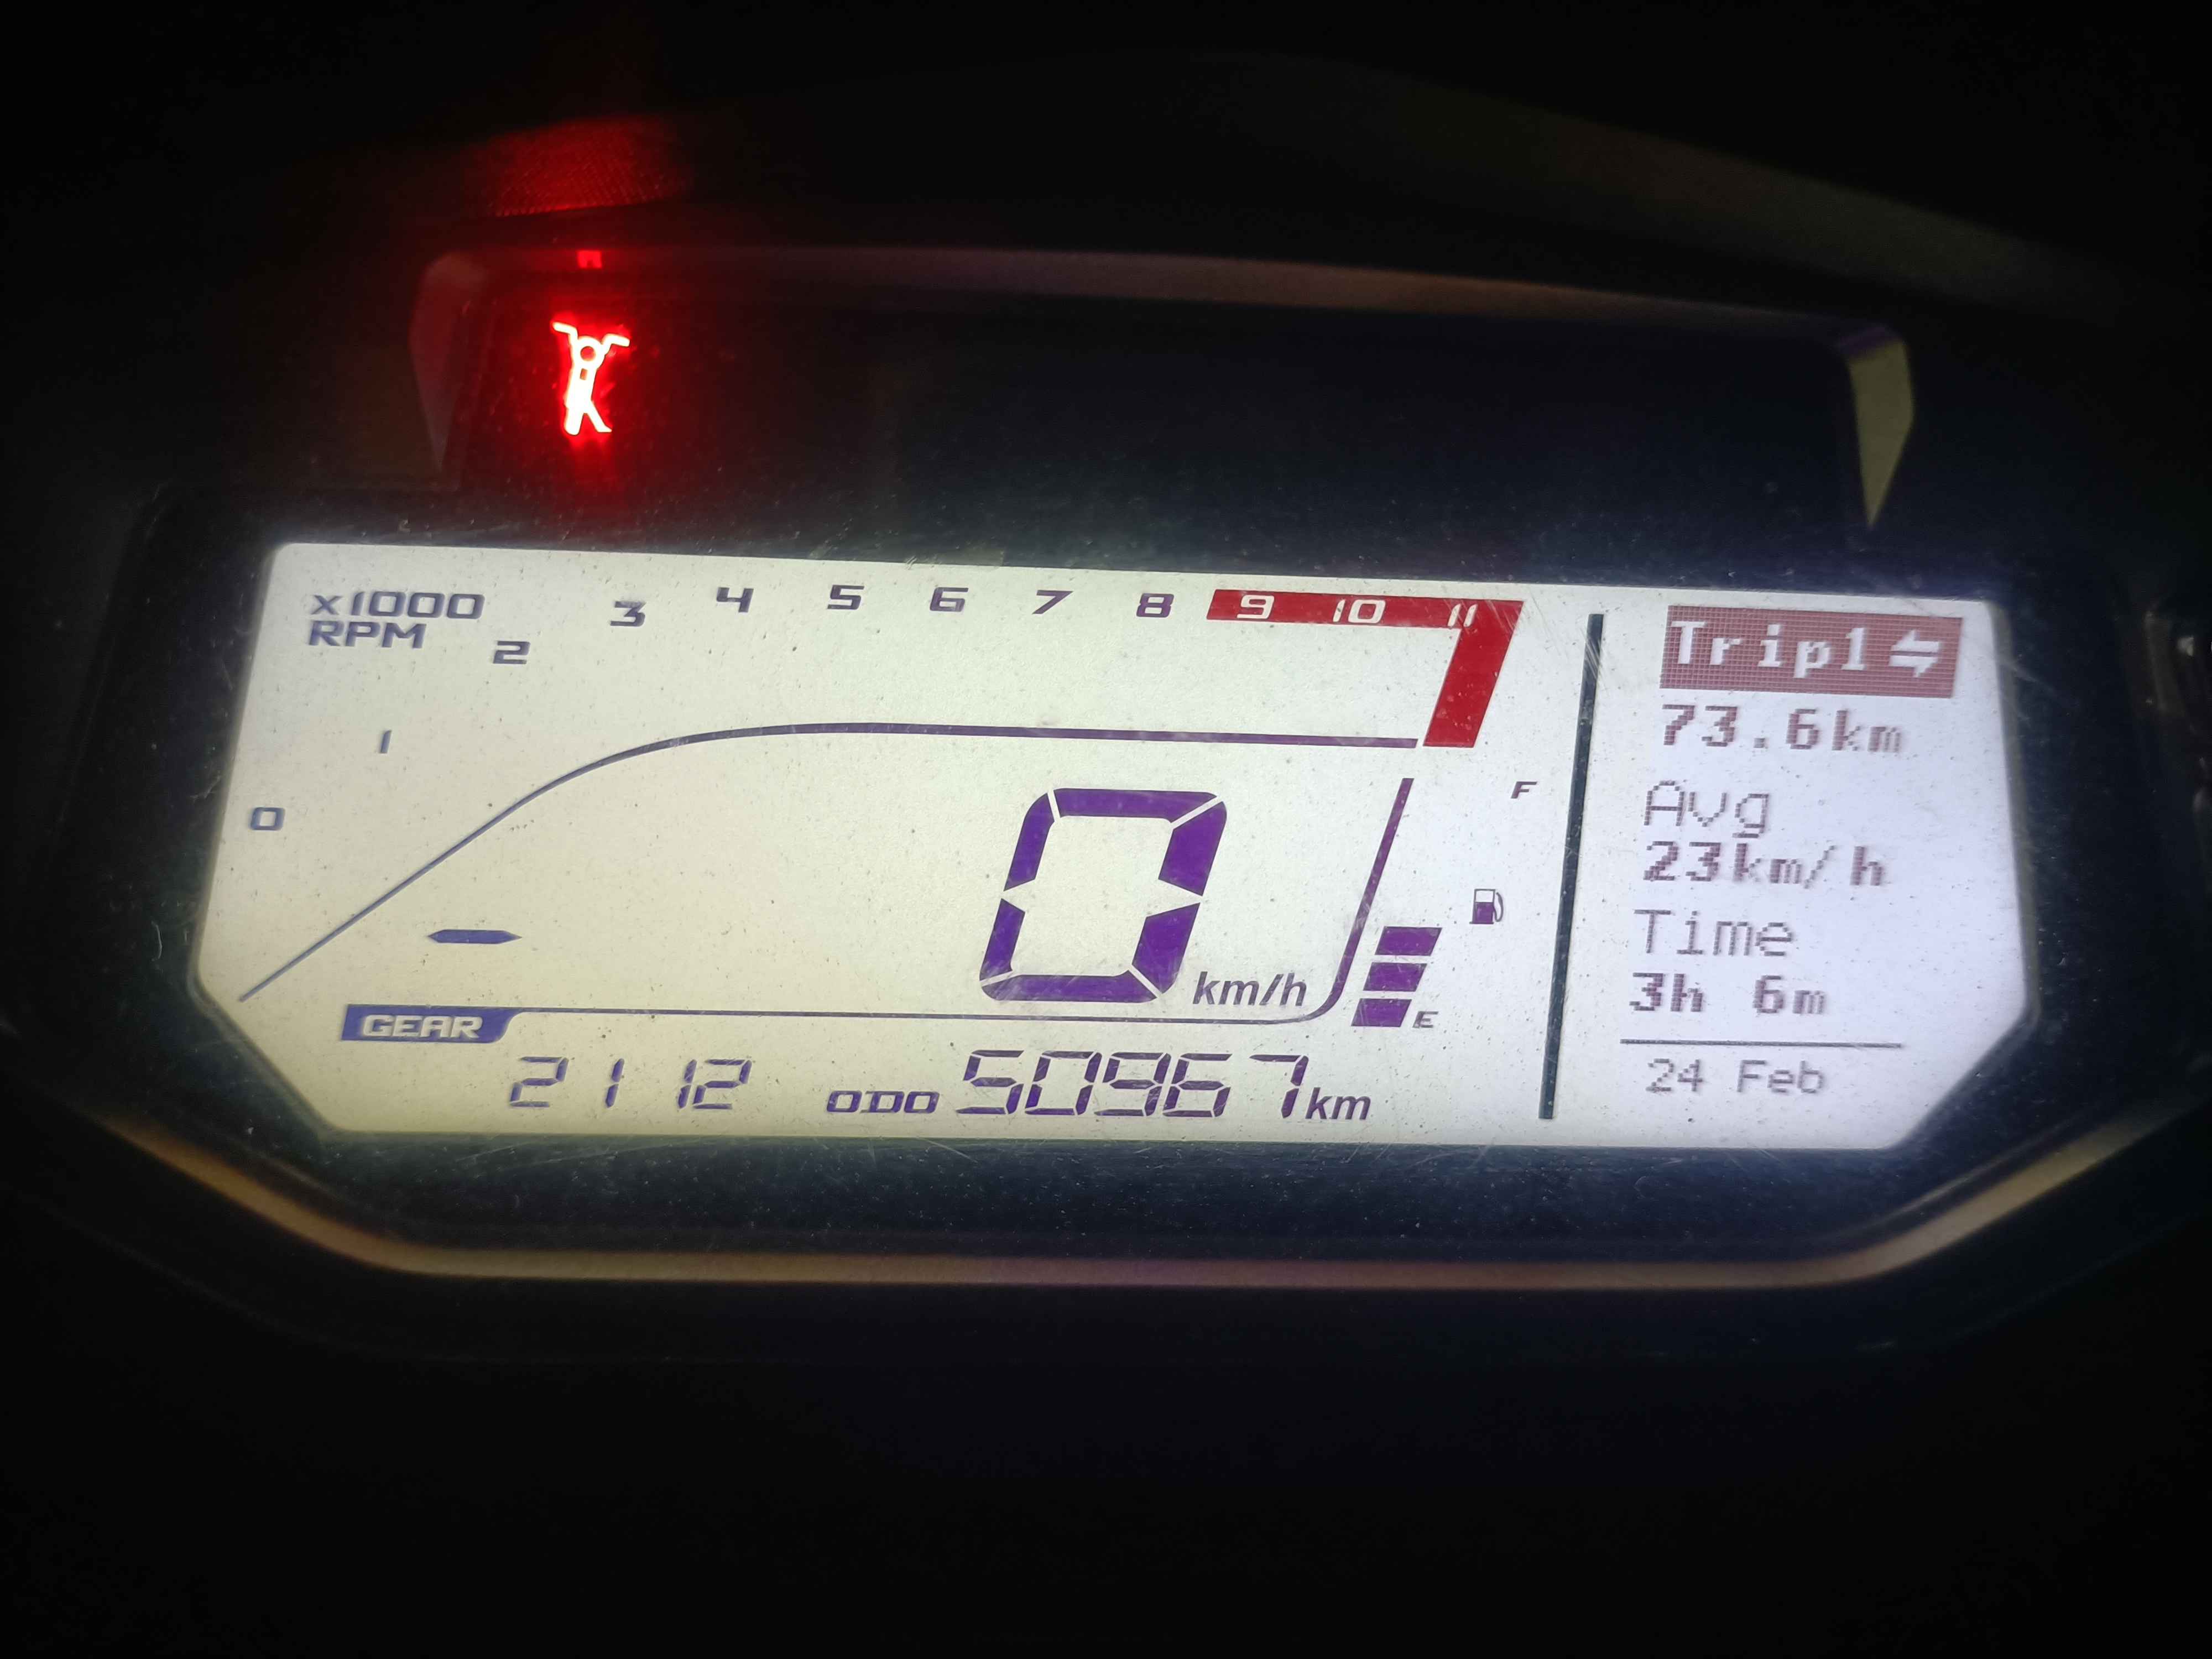 x1000
RPM
0 1 2 3 4 5 6 7 8 9 10 11
F
0 km/h
E
GEAR
21 12 ODO 50967 km
Trip1⇋
73.6km
Avg
23km/h
Time
3h 6m
24 Feb